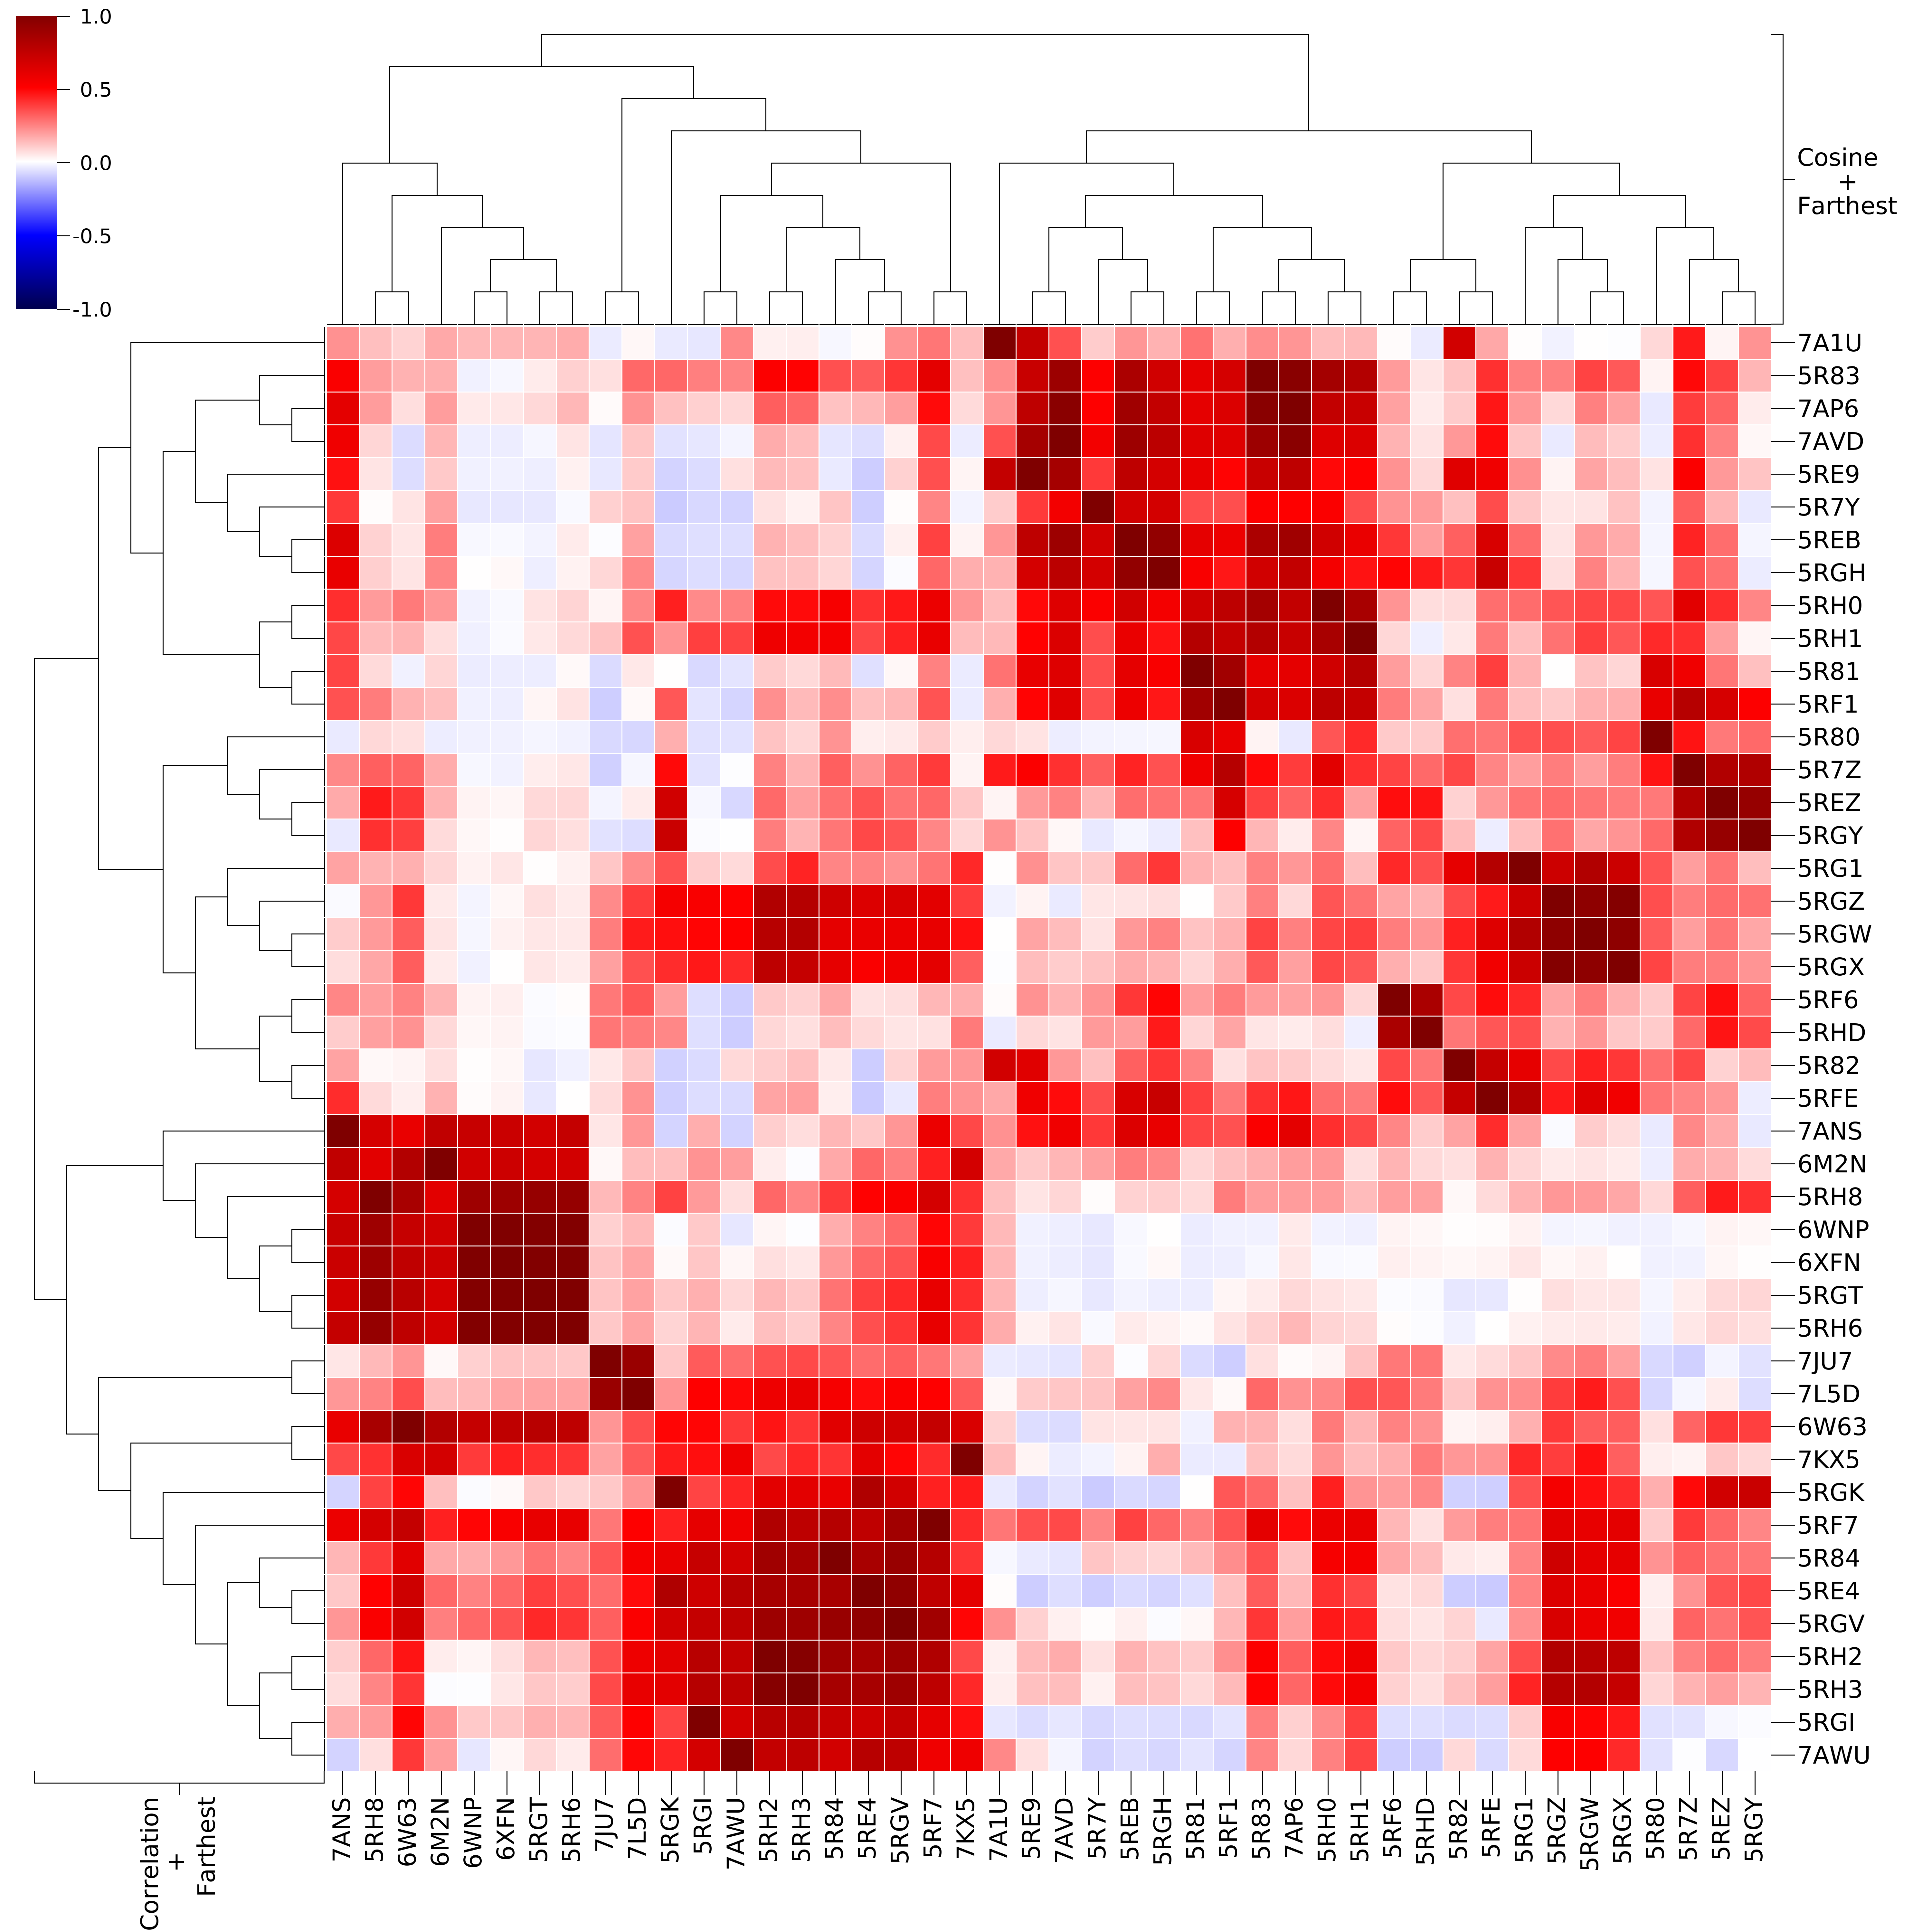 1.0
0.5
0.0
-0.5
-1.0
Cosine
+
Farthest
7A1U
5R83
7AP6
7AVD
5RE9
5R7Y
5REB
5RGH
5RH0
5RH1
5R81
5RF1
5R80
5R7Z
5REZ
5RGY
5RG1
5RGZ
5RGW
5RGX
5RF6
5RHD
5R82
5RFE
7ANS
6M2N
5RH8
6WNP
6XFN
5RGT
5RH6
7JU7
7L5D
6W63
7KX5
5RGK
5RF7
5R84
5RE4
5RGV
5RH2
5RH3
5RGI
7AWU
Correlation
+
Farthest
7ANS
5RH8
6W63
6M2N
6WNP
6XFN
5RGT
5RH6
7JU7
7L5D
5RGK
5RGI
7AWU
5RH2
5RH3
5R84
5RE4
5RGV
5RF7
7KX5
7A1U
5RE9
7AVD
5R7Y
5REB
5RGH
5R81
5RF1
5R83
7AP6
5RH0
5RH1
5RF6
5RHD
5R82
5RFE
5RG1
5RGZ
5RGW
5RGX
5R80
5R7Z
5REZ
5RGY